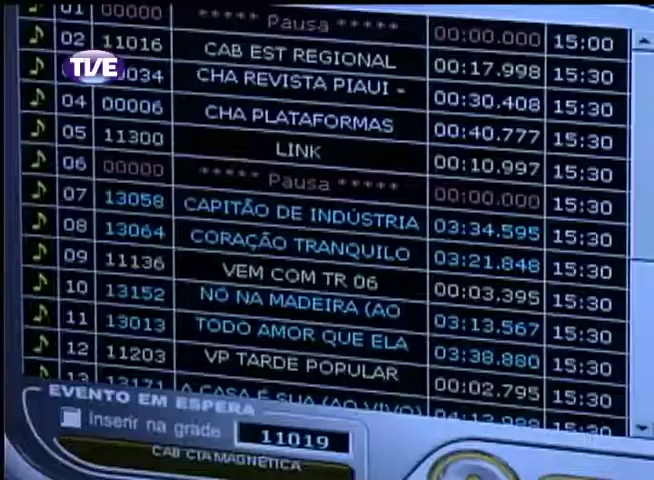 01 00000 * * * * * Pausa * * * * * 00:00.000 15:00
02 11016 CAB EST REGIONAL 00:17.998 15:30
TVE 0034 CHA REVISTA PIAUI - 00:30.408 15:30
04 00006 CHA PLATAFORMAS 00:40.777 15:30
05 11300 LINK 00:10.997 15:30
06 00000 * * * * * Pausa * * * * * 00:00.000 15:30
07 13058 CAPITÃO DE INDÚSTRIA 03:34.595 15:30
08 13064 CORAÇÃO TRANQUILO 03:21.848 15:30
09 11136 VEM COM TR 06 00:03.395 15:30
10 13152 NÓ NA MADEIRA (AO 03:13.567 15:30
11 13013 TODO AMOR QUE ELA 03:38.880 15:30
12 11203 VP TARDE POPULAR 00:02.795 15:30
13 13171 A CASA É SUA (AO VIVO)
EVENTO EM ESPERA
Inserir na grade 11019
CAB CIA MAGNÉTICA